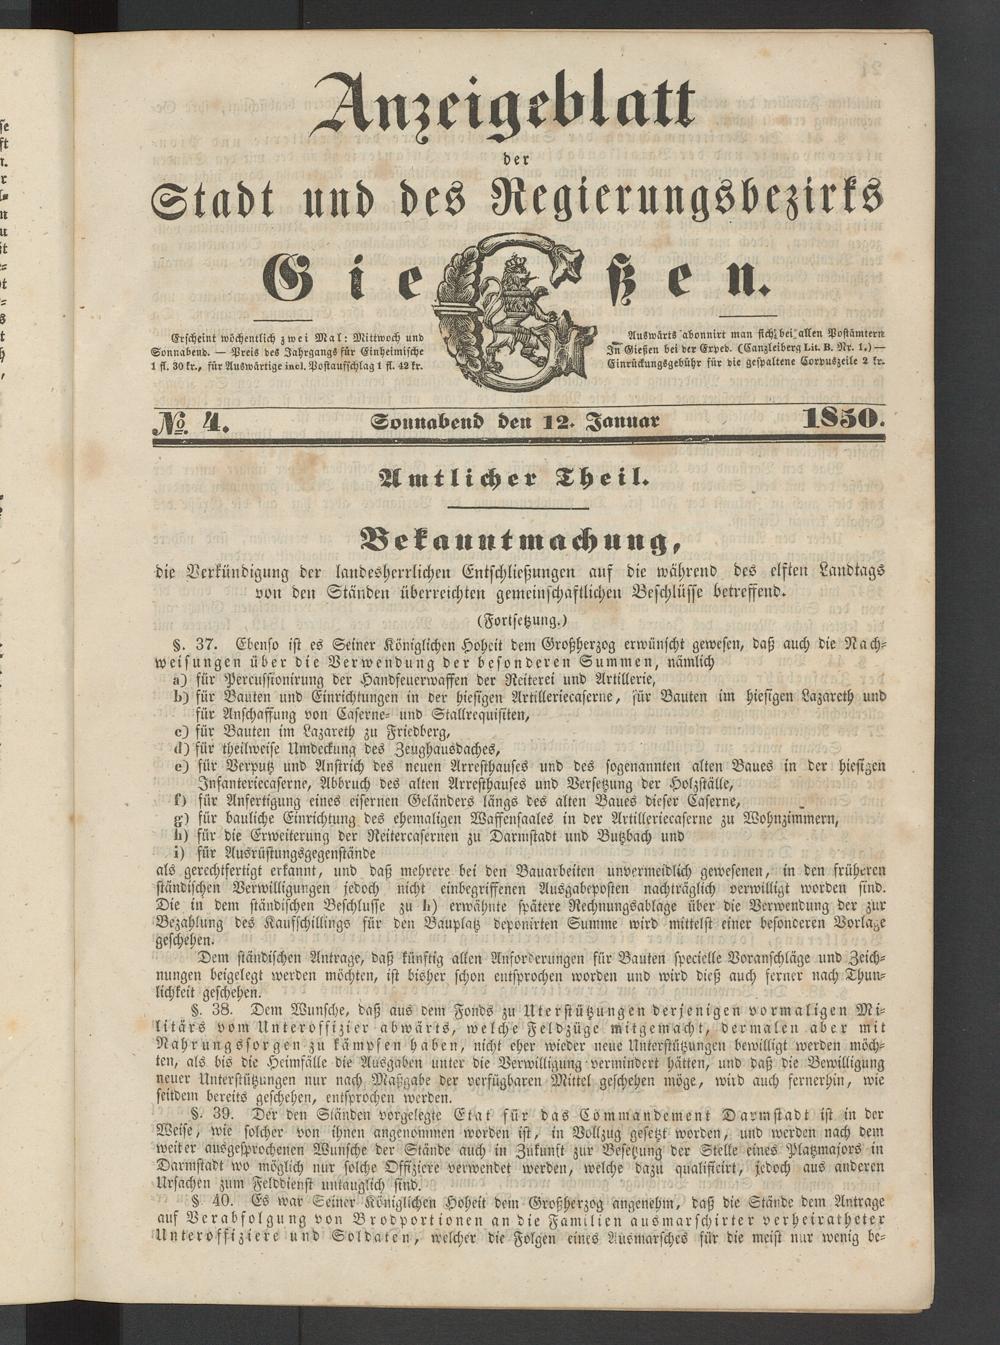 Anzeigeblatt
der
Stadt und des Regierungsbezirks
Gießen.
Erscheint wöchentlich zwei Mal: Mittwoch und
Sonnabend. — Preis des Jahrgangs für Einheimische
1 fl. 30 kr., für Auswärtige incl. Postaufschlag 1 fl. 42 kr.
Auswärts abonnirt man sich bei allen Postämtern
In Gießen bei der Exped. (Canzleiberg Lit. B. Nr. 1.) —
Einrückungsgebühr für die gespaltene Corpuszeile 2 kr.
No. 4. Sonnabend den 12. Januar 1850.
Amtlicher Theil.
Bekanntmachung,
die Verkündigung der landesherrlichen Entschließungen auf die während des elften Landtags
von den Ständen überreichten gemeinschaftlichen Beschlüsse betreffend.
(Fortsetzung.)
§. 37. Ebenso ist es Seiner Königlichen Hoheit dem Großherzog erwünscht gewesen, daß auch die Nach-
weisungen über die Verwendung der besonderen Summen, nämlich
a) für Percussionirung der Handfeuerwaffen der Reiterei und Artillerie,
b) für Bauten und Einrichtungen in der hiesigen Artilleriecaserne, für Bauten im hiesigen Lazareth und
für Anschaffung von Caserne- und Stallrequisiten,
c) für Bauten im Lazareth zu Friedberg,
d) für theilweise Umdeckung des Zeughausdaches,
e) für Verputz und Anstrich des neuen Arresthauses und des sogenannten alten Baues in der hiesigen
Infanteriecaserne, Abbruch des alten Arresthauses und Versetzung der Holzställe,
f) für Anfertigung eines eisernen Geländers längs des alten Baues dieser Caserne,
g) für bauliche Einrichtung des ehemaligen Waffensaales in der Artilleriecaserne zu Wohnzimmern,
h) für die Erweiterung der Reitercasernen zu Darmstadt und Butzbach und
i) für Ausrüstungsgegenstände
als gerechtfertigt erkannt, und daß mehrere bei den Bauarbeiten unvermeidlich gewesenen, in den früheren
ständischen Verwilligungen jedoch nicht einbegriffenen Ausgabeposten nachträglich verwilligt worden sind.
Die in dem ständischen Beschlusse zu h) erwähnte spätere Rechnungsablage über die Verwendung der zur
Bezahlung des Kaufschillings für den Bauplatz deponirten Summe wird mittelst einer besonderen Vorlage
geschehen.
Dem ständischen Antrage, daß künftig allen Anforderungen für Bauten specielle Voranschläge und Zeich-
nungen beigelegt werden möchten, ist bisher schon entsprochen worden und wird dieß auch ferner nach Thun-
lichkeit geschehen.
§. 38. Dem Wunsche, daß aus dem Fonds zu Uterstützungen derjenigen vormaligen Mi-
litärs vom Unteroffizier abwärts, welche Feldzüge mitgemacht, dermalen aber mit
Nahrungssorgen zu kämpfen haben, nicht eher wieder neue Unterstützungen bewilligt werden möch-
ten, als bis die Heimfälle die Ausgaben unter die Verwilligung vermindert hätten, und daß die Bewilligung
neuer Unterstützungen nur nach Maßgabe der verfügbaren Mittel geschehen möge, wird auch fernerhin, wie
seitdem bereits geschehen, entsprochen werden.
§. 39. Der den Ständen vorgelegte Etat für das Commandement Darmstadt ist in der
Weise, wie solcher von ihnen angenommen worden ist, in Vollzug gesetzt worden, und werden nach dem
weiter ausgesprochenen Wunsche der Stände auch in Zukunft zur Besetzung der Stelle eines Platzmajors in
Darmstadt wo möglich nur solche Offiziere verwendet werden, welche dazu qualificirt, jedoch aus anderen
Ursachen zum Felddienst untauglich sind.
§ 40. Es war Seiner Königlichen Hoheit dem Großherzog angenehm, daß die Stände dem Antrage
auf Verabfolgung von Brodportionen an die Familien ausmarschirter verheiratheter
Unteroffiziere und Soldaten, welcher die Folgen eines Ausmarsches für die meist nur wenig be-